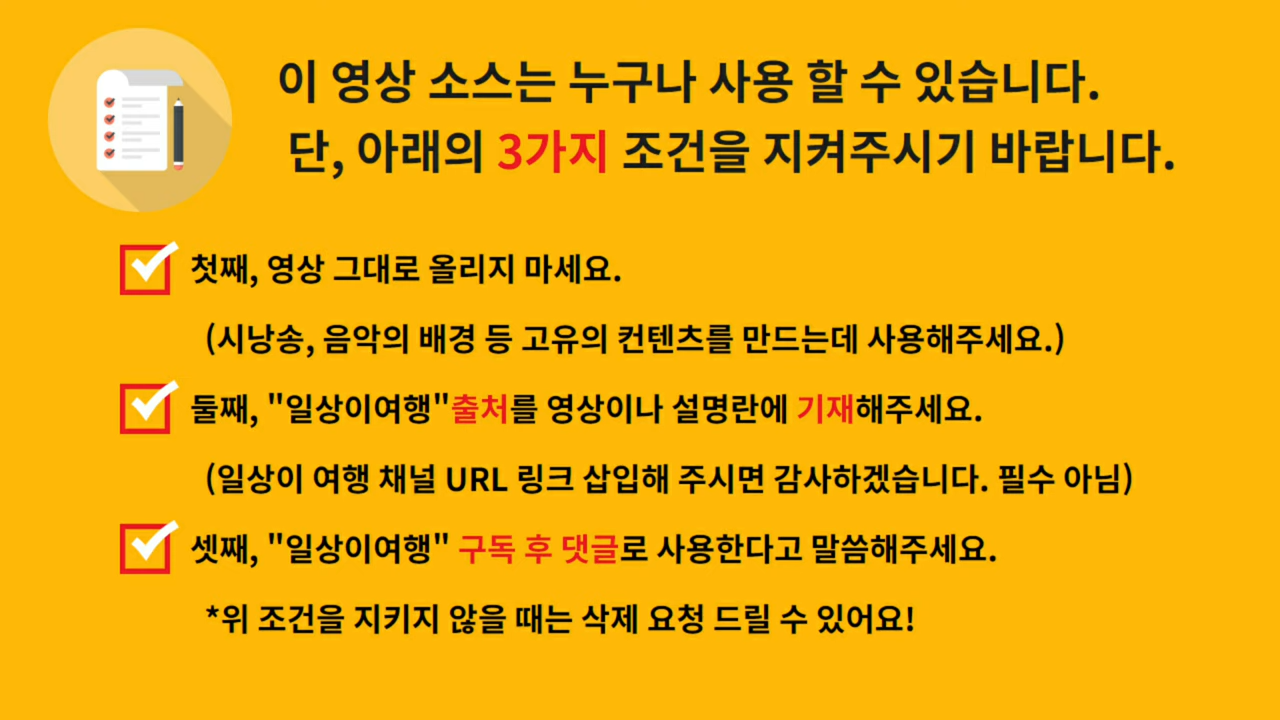 이 영상 소스는 누구나 사용 할 수 있습니다.
단, 아래의 3가지 조건을 지켜주시기 바랍니다.
첫째, 영상 그대로 올리지 마세요.
(시낭송, 음악의 배경 등 고유의 컨텐츠를 만드는데 사용해주세요.)
둘째, "일상이여행"출처를 영상이나 설명란에 기재해주세요.
(일상이 여행 채널 URL 링크 삽입해 주시면 감사하겠습니다. 필수 아님)
셋째, "일상이여행" 구독 후 댓글로 사용한다고 말씀해주세요.
*위 조건을 지키지 않을 때는 삭제 요청 드릴 수 있어요!